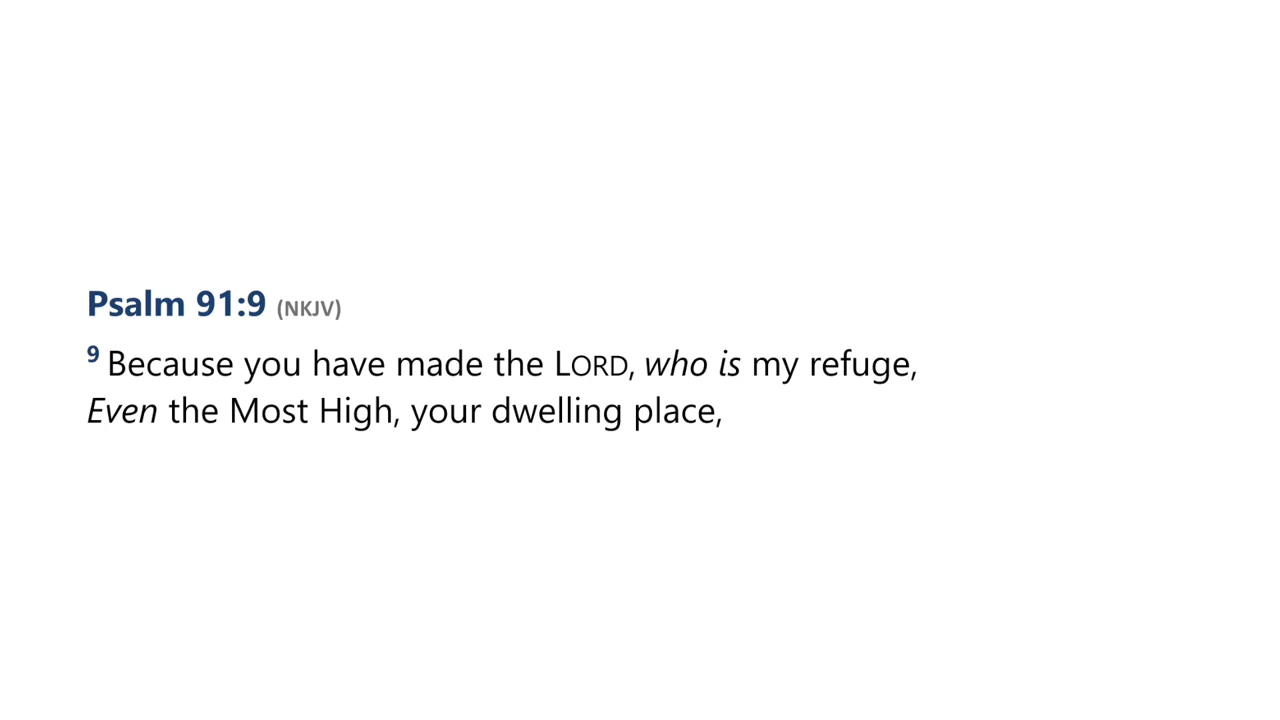 Psalm 91:9 (NKJV)
9 Because you have made the LORD, who is my refuge,
Even the Most High, your dwelling place,